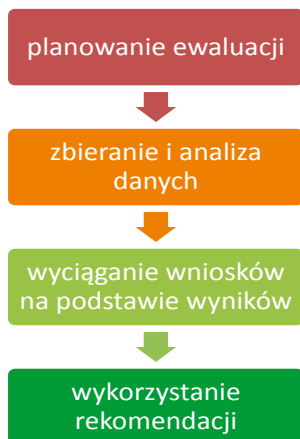 planowanie ewaluacji
zbieranie i analiza
danych
wyciąganie wniosków
na podstawie wyników
wykorzystanie
rekomendacji